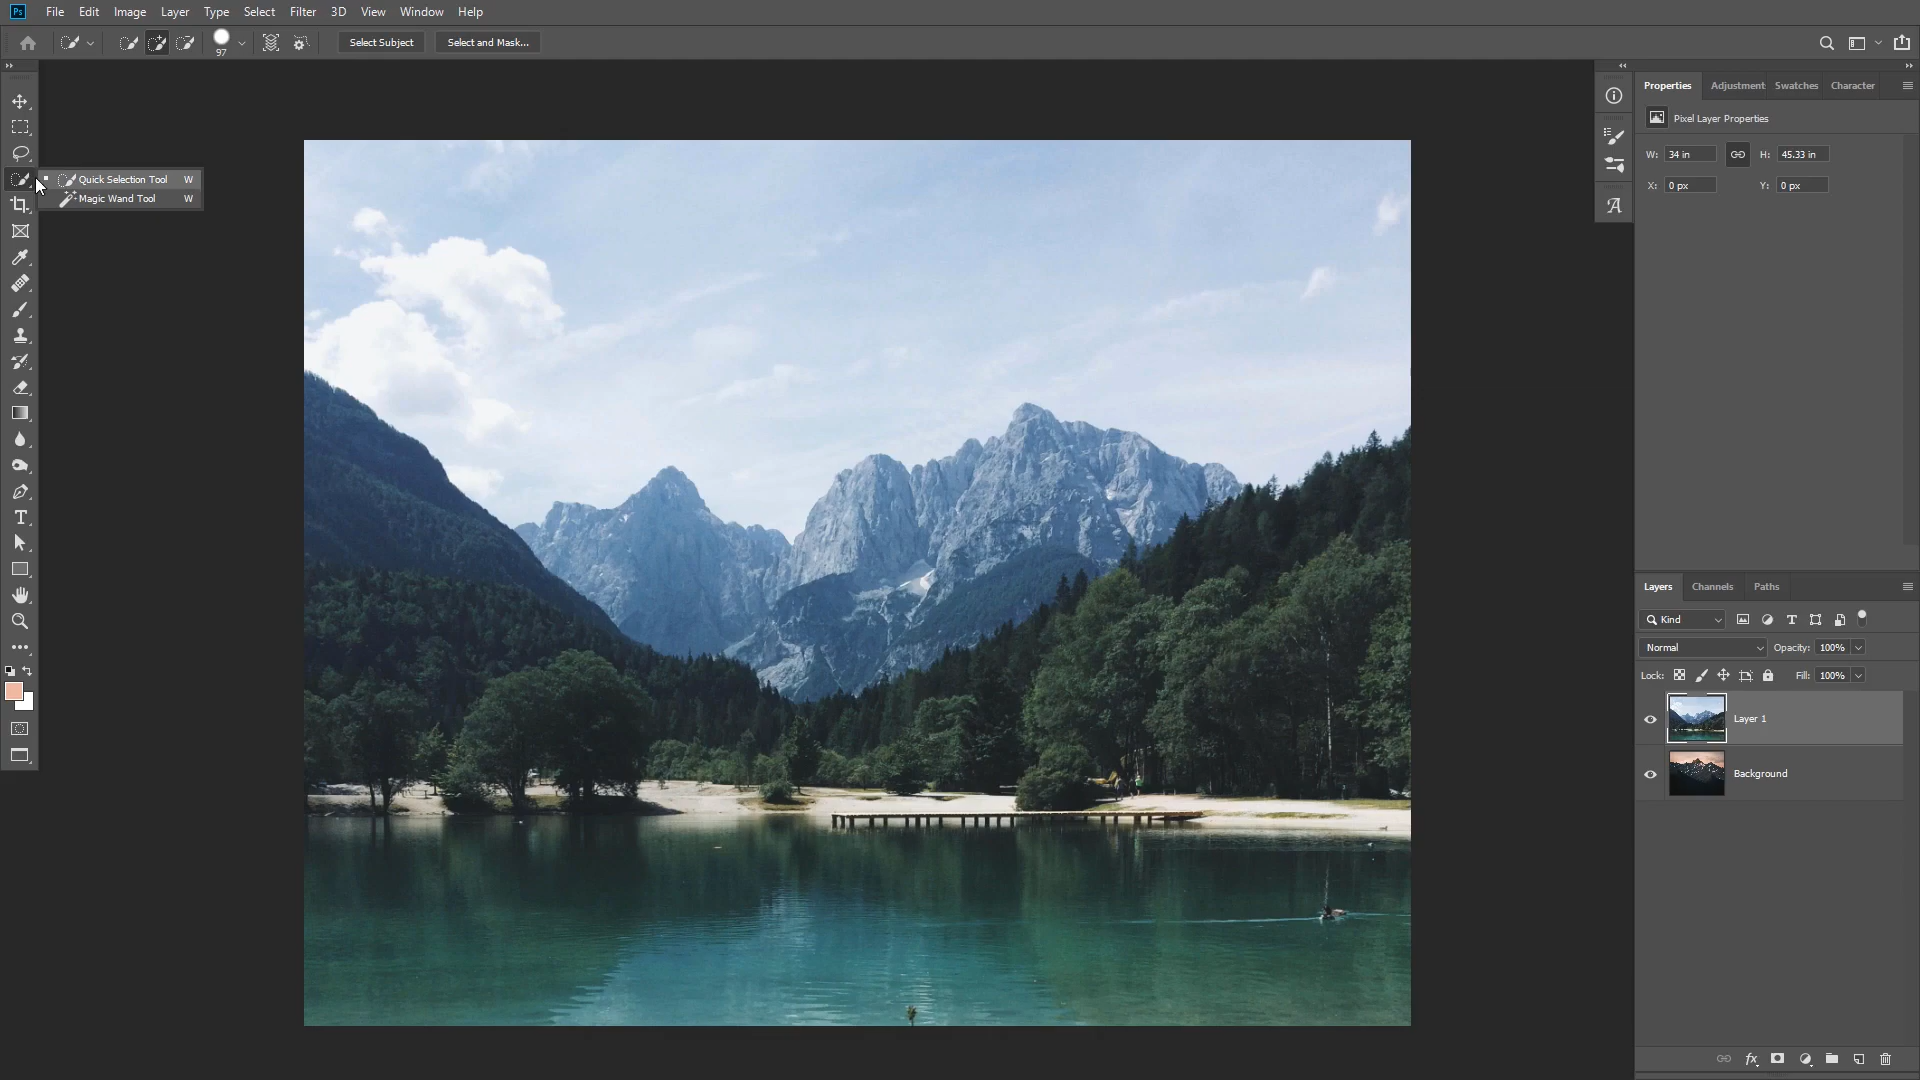 Ps File Edit Image Layer Type Select Filter 3D View Window Help
97 Select Subject Select and Mask...
Quick Selection Tool W
Magic Wand Tool W
Properties Adjustment Swatches Character
Pixel Layer Properties
W: 34 in H: 45.33 in
X: 0 px Y: 0 px
Layers Channels Paths
Kind
Normal Opacity: 100%
Lock: Fill: 100%
Layer 1
Background
fx